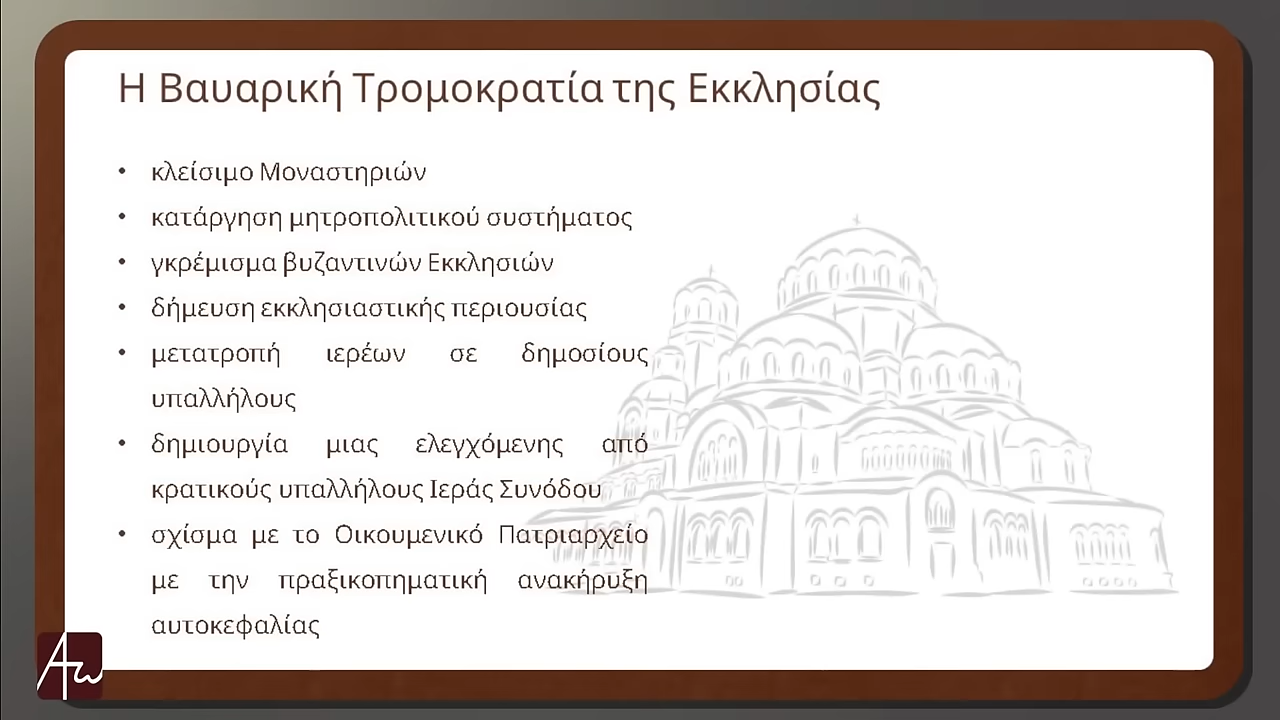 Η Βαυαρική Τρομοκρατία της Εκκλησίας
• κλείσιμο Μοναστηριών
• κατάργηση μητροπολιτικού συστήματος
• γκρέμισμα βυζαντινών Εκκλησιών
• δήμευση εκκλησιαστικής περιουσίας
• μετατροπή ιερέων σε δημοσίους
υπαλλήλους
• δημιουργία μιας ελεγχόμενης από
κρατικούς υπαλλήλους Ιεράς Συνόδου
• σχίσμα με το Οικουμενικό Πατριαρχείο
με την πραξικοπηματική ανακήρυξη
αυτοκεφαλίας
Αω